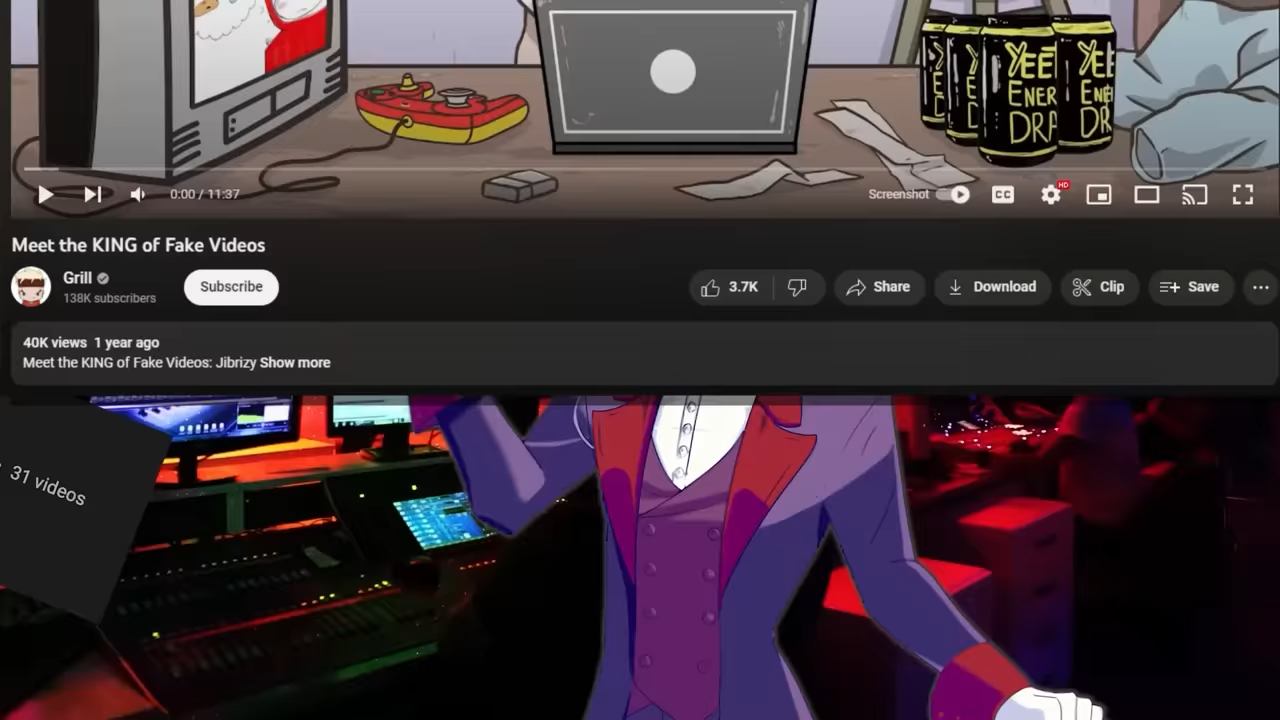 YEE
ENER
DRA
YEE
ENER
DR
0:00 / 11:37
Screenshot
CC
HD
Meet the KING of Fake Videos
Grill
138K subscribers
Subscribe
3.7K
Share
Download
Clip
Save
40K views 1 year ago
Meet the KING of Fake Videos: Jibrizy Show more
31 videos